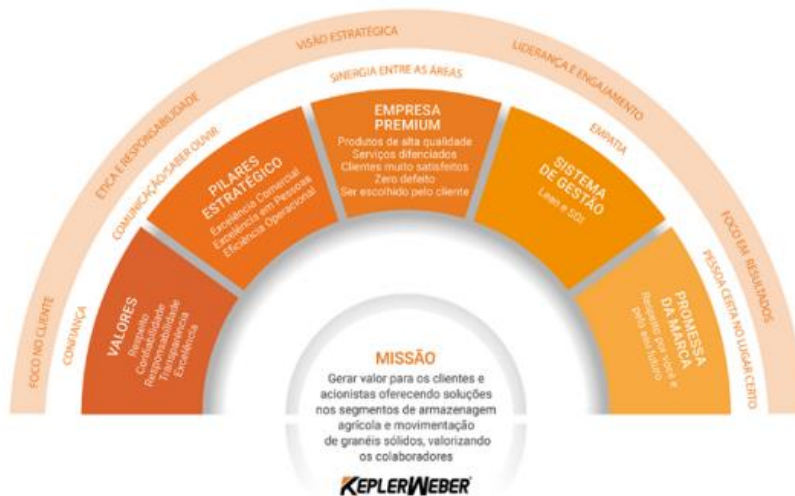 VISÃO ESTRATÉGICA
LIDERANÇA E ENGAJAMENTO
ETICA E RESPONSABILIDADE
FOCO EM RESULTADOS
FOCO NO CLIENTE
SINERGIA ENTRE AS ÁREAS
COMUNICAÇÃO/SABER OUVIR
EMPATIA
CONFIANÇA
PESSOA CERTA NO LUGAR CERTO
VALORES
Respeito
Confiabilidade
Responsabilidade
Transparência
Excelência
PILARES
ESTRATÉGICO
Excelência Comercial
Excelência em Pessoas
Eficiência Operacional
EMPRESA
PREMIUM
Produtos de alta qualidade
Serviços difenciados
Clientes muito satisfeitos
Zero defeito
Ser escolhido pelo cliente
SISTEMA
DE GESTÃO
Lean e SGI
PROMESSA
DA MARCA
Respeito por você e
pelo seu futuro
MISSÃO
Gerar valor para os clientes e
acionistas oferecendo soluções
nos segmentos de armazenagem
agrícola e movimentação
de granéis sólidos, valorizando
os colaboradores
KEPLERWEBER